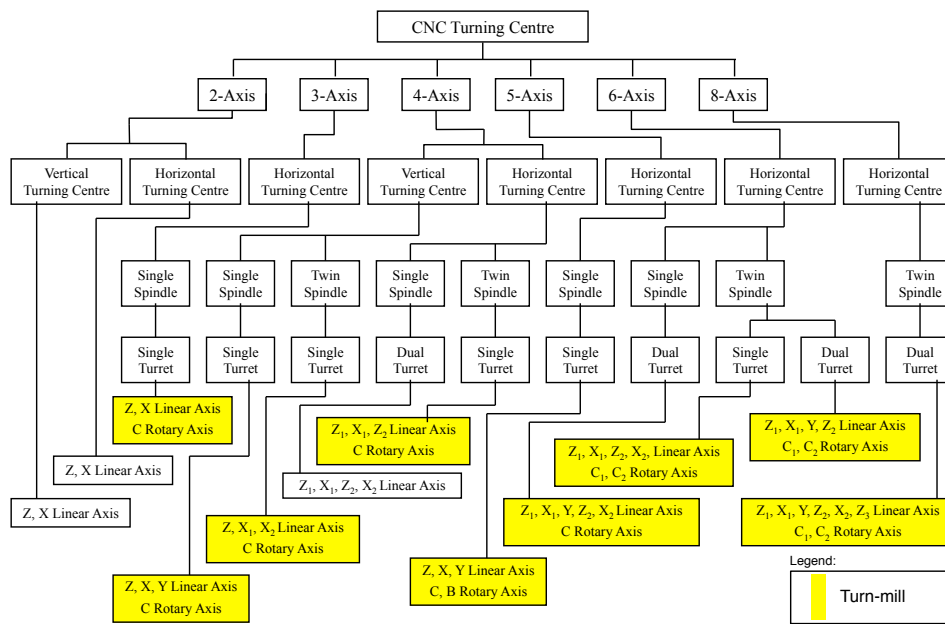 CNC Turning Centre
2-Axis
3-Axis
4-Axis
5-Axis
6-Axis
8-Axis
Vertical
Turning Centre
Horizontal
Turning Centre
Horizontal
Turning Centre
Vertical
Turning Centre
Horizontal
Turning Centre
Horizontal
Turning Centre
Horizontal
Turning Centre
Horizontal
Turning Centre
Single
Spindle
Single
Spindle
Twin
Spindle
Single
Spindle
Twin
Spindle
Single
Spindle
Single
Spindle
Twin
Spindle
Twin
Spindle
Single
Turret
Single
Turret
Single
Turret
Dual
Turret
Single
Turret
Single
Turret
Dual
Turret
Single
Turret
Dual
Turret
Dual
Turret
Z, X Linear Axis
C Rotary Axis
Z₁, X₁, Z₂ Linear Axis
C Rotary Axis
Z₁, X₁, Y, Z₂ Linear Axis
C₁, C₂ Rotary Axis
Z₁, X₁, Z₂, X₂, Linear Axis
C₁, C₂ Rotary Axis
Z, X Linear Axis
Z₁, X₁, Z₂, X₂ Linear Axis
Z, X Linear Axis
Z, X₁, X₂ Linear Axis
C Rotary Axis
Z₁, X₁, Y, Z₂, X₂ Linear Axis
C Rotary Axis
Z₁, X₁, Y, Z₂, X₂, Z₃ Linear Axis
C₁, C₂ Rotary Axis
Z, X, Y Linear Axis
C Rotary Axis
Z, X, Y Linear Axis
C, B Rotary Axis
Legend:
Turn-mill